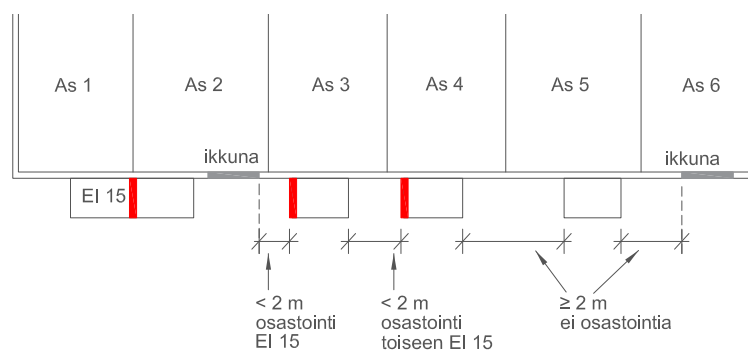 As 1
As 2
As 3
As 4
As 5
As 6
ikkuna
ikkuna
EI 15
< 2 m
osastointi
EI 15
< 2 m
osastointi
toiseen EI 15
≥ 2 m
ei osastointia